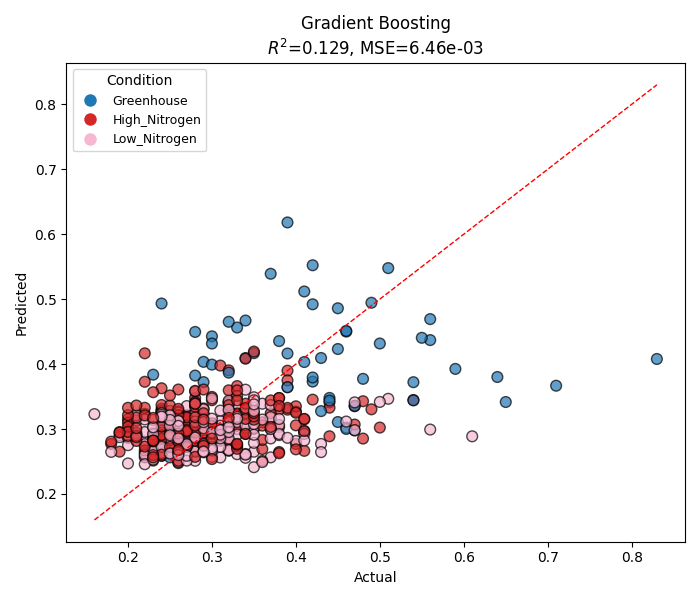 Gradient Boosting
R²=0.129, MSE=6.46e-03
Condition
Greenhouse
High_Nitrogen
Low_Nitrogen
0.8
0.7
0.6
0.5
0.4
0.3
0.2
Predicted
0.2 0.3 0.4 0.5 0.6 0.7 0.8
Actual